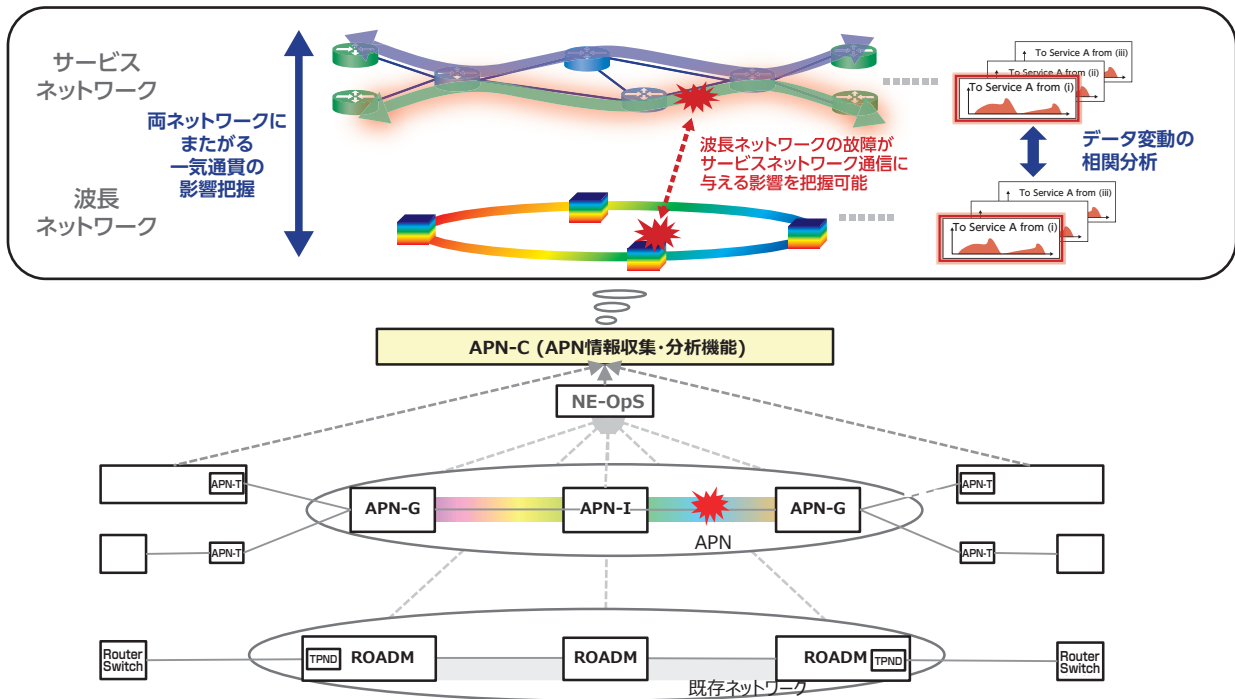 サービス
ネットワーク
両ネットワークに
またがる
一気通貫の
影響把握
波長
ネットワーク
波長ネットワークの故障が
サービスネットワーク通信に
与える影響を把握可能
To Service A from (iii)
To Service A from (ii)
To Service A from (i)
データ変動の
相関分析
To Service A from (iii)
To Service A from (i)
APN-C (APN情報収集・分析機能)
NE-OpS
APN-T
APN-T
APN-G
APN-I
APN-G
APN-T
APN-T
APN
Router
Switch
TPND
ROADM
ROADM
ROADM
TPND
Router
Switch
既存ネットワーク